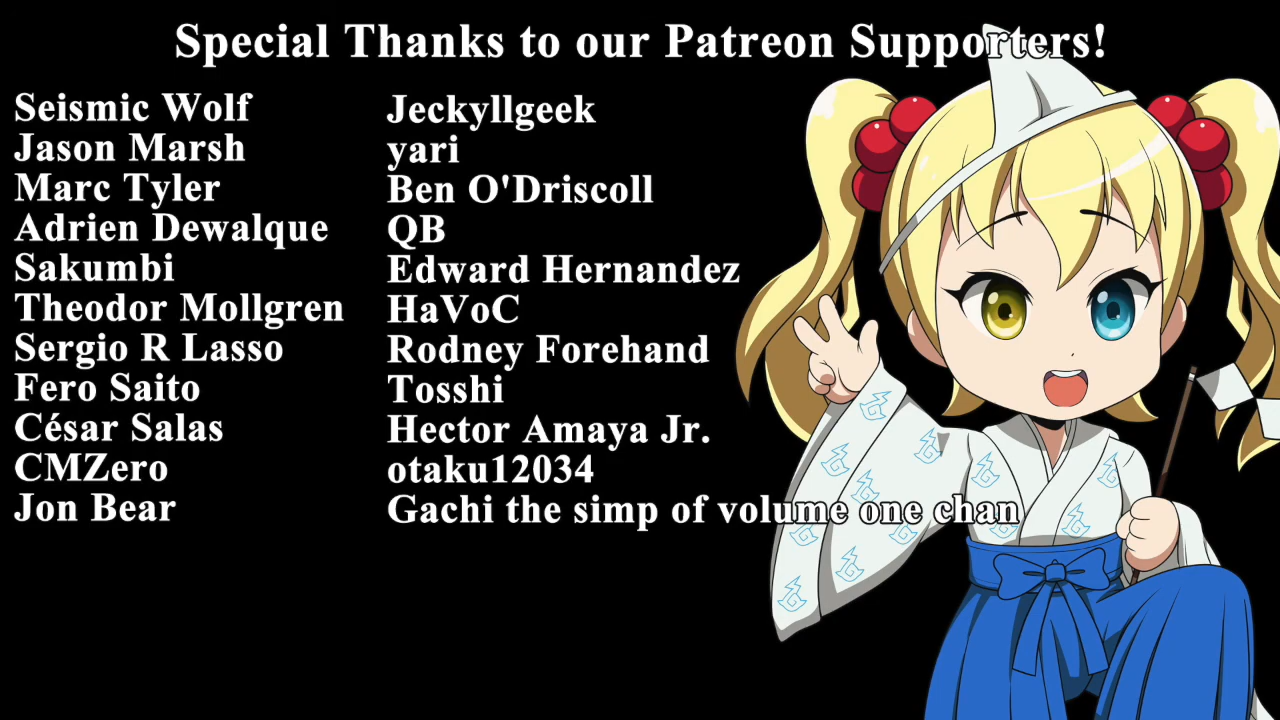 Special Thanks to our Patreon Supporters!
Seismic Wolf
Jason Marsh
Marc Tyler
Adrien Dewalque
Sakumbi
Theodor Mollgren
Sergio R Lasso
Fero Saito
César Salas
CMZero
Jon Bear
Jeckyllgeek
yari
Ben O'Driscoll
QB
Edward Hernandez
HaVoC
Rodney Forehand
Tosshi
Hector Amaya Jr.
otaku12034
Gachi the simp of volume one chan